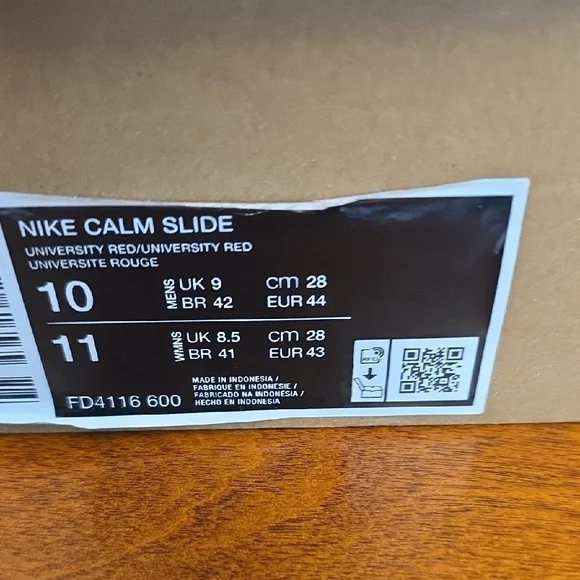 NIKE CALM SLIDE
UNIVERSITY RED/UNIVERSITY RED
UNIVERSITE ROUGE
10 MENS UK 9 cm 28
BR 42 EUR 44
11 WMNS UK 8.5 cm 28
BR 41 EUR 43
MADE IN INDONESIA /
FABRIQUE EN INDONESIE /
FABRICADO NA INDONÉSIA /
HECHO EN INDONESIA
FD4116 600